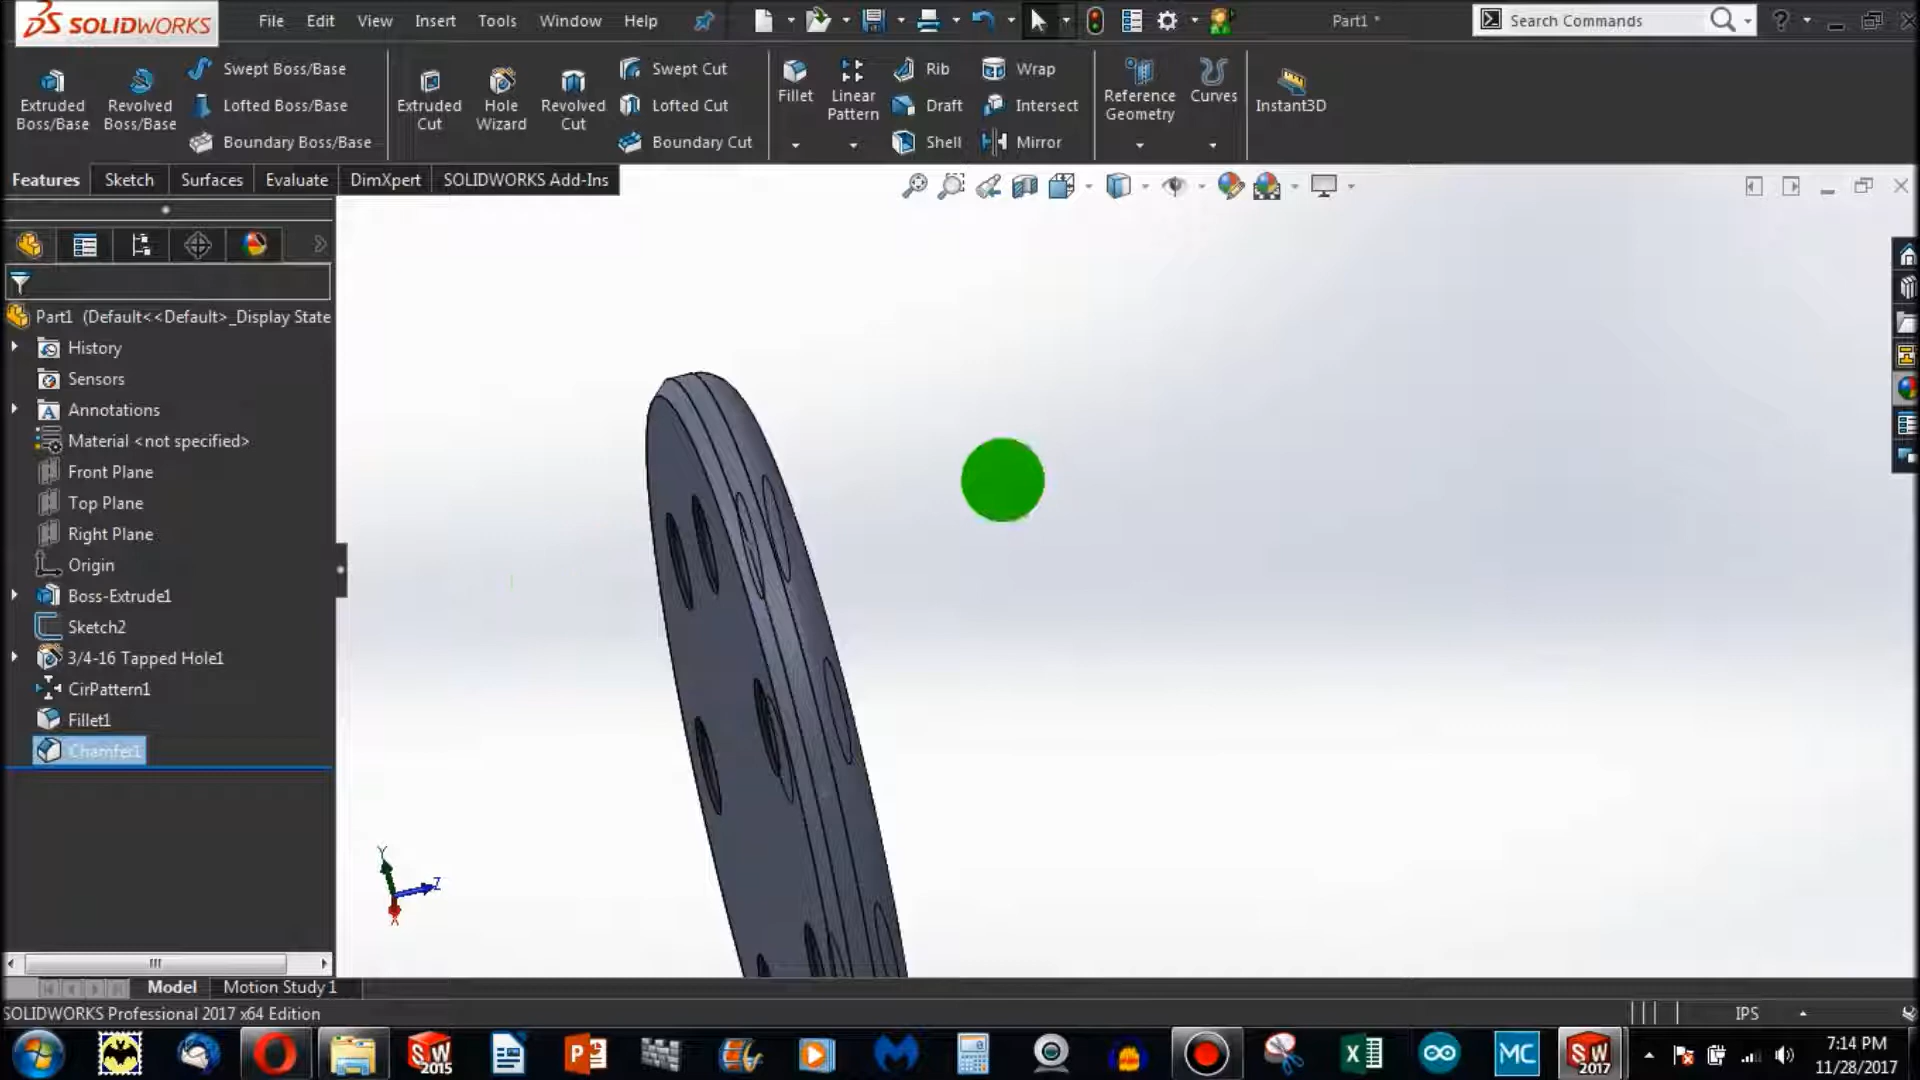 SOLIDWORKS
File Edit View Insert Tools Window Help
Part1 *
Search Commands
Extruded Boss/Base
Revolved Boss/Base
Swept Boss/Base
Lofted Boss/Base
Boundary Boss/Base
Extruded Cut
Hole Wizard
Revolved Cut
Swept Cut
Lofted Cut
Boundary Cut
Fillet
Linear Pattern
Rib
Draft
Shell
Wrap
Intersect
Mirror
Reference Geometry
Curves
Instant3D
Features Sketch Surfaces Evaluate DimXpert SOLIDWORKS Add-Ins
Part1 (Default<<Default>_Display State
History
Sensors
Annotations
Material <not specified>
Front Plane
Top Plane
Right Plane
Origin
Boss-Extrude1
Sketch2
3/4-16 Tapped Hole1
CirPattern1
Fillet1
Chamfer1
Y
Z
X
Model Motion Study 1
SOLIDWORKS Professional 2017 x64 Edition
IPS
SW 2015
MC
SW 2017
7:14 PM
11/28/2017